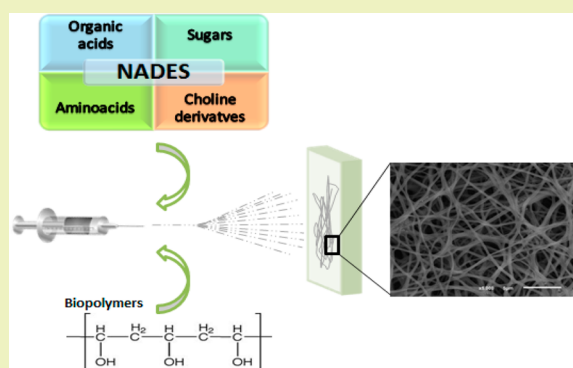 Organic
acids
Sugars
NADES
Aminoacids
Choline
derivatves
Biopolymers
H H₂ H H₂ H
C C C C C
OH OH OH